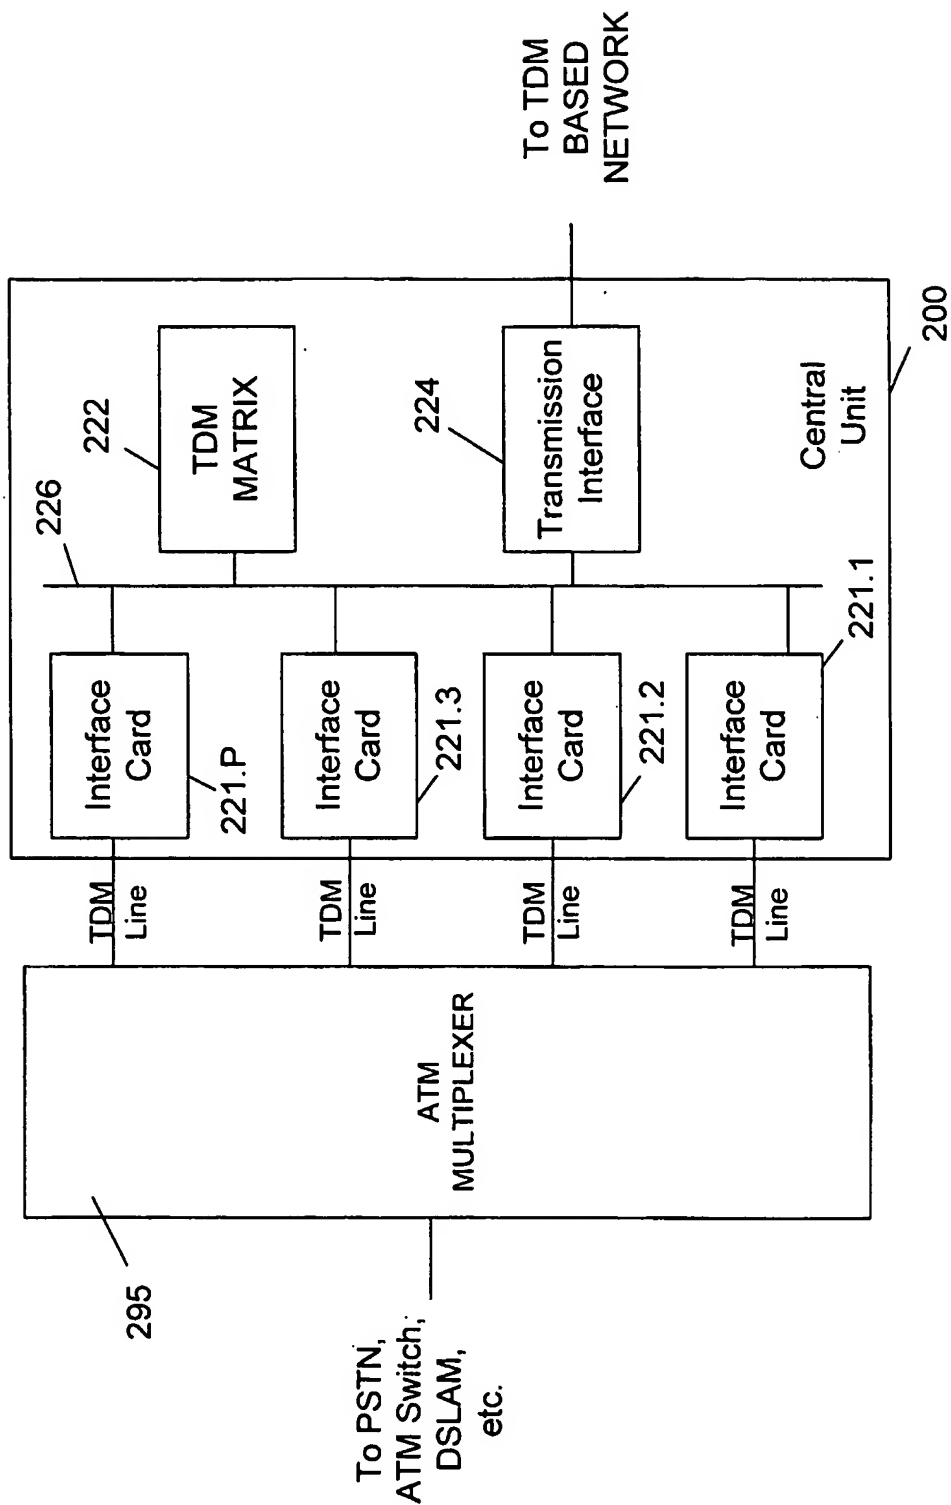 To PSTN,
ATM Switch,
DSLAM,
etc.
295
ATM
MULTIPLEXER
TDM
Line
TDM
Line
TDM
Line
TDM
Line
Interface
Card
221.P
Interface
Card
221.3
Interface
Card
221.2
Interface
Card
221.1
226
222
TDM
MATRIX
224
Transmission
Interface
Central
Unit
200
To TDM
BASED
NETWORK